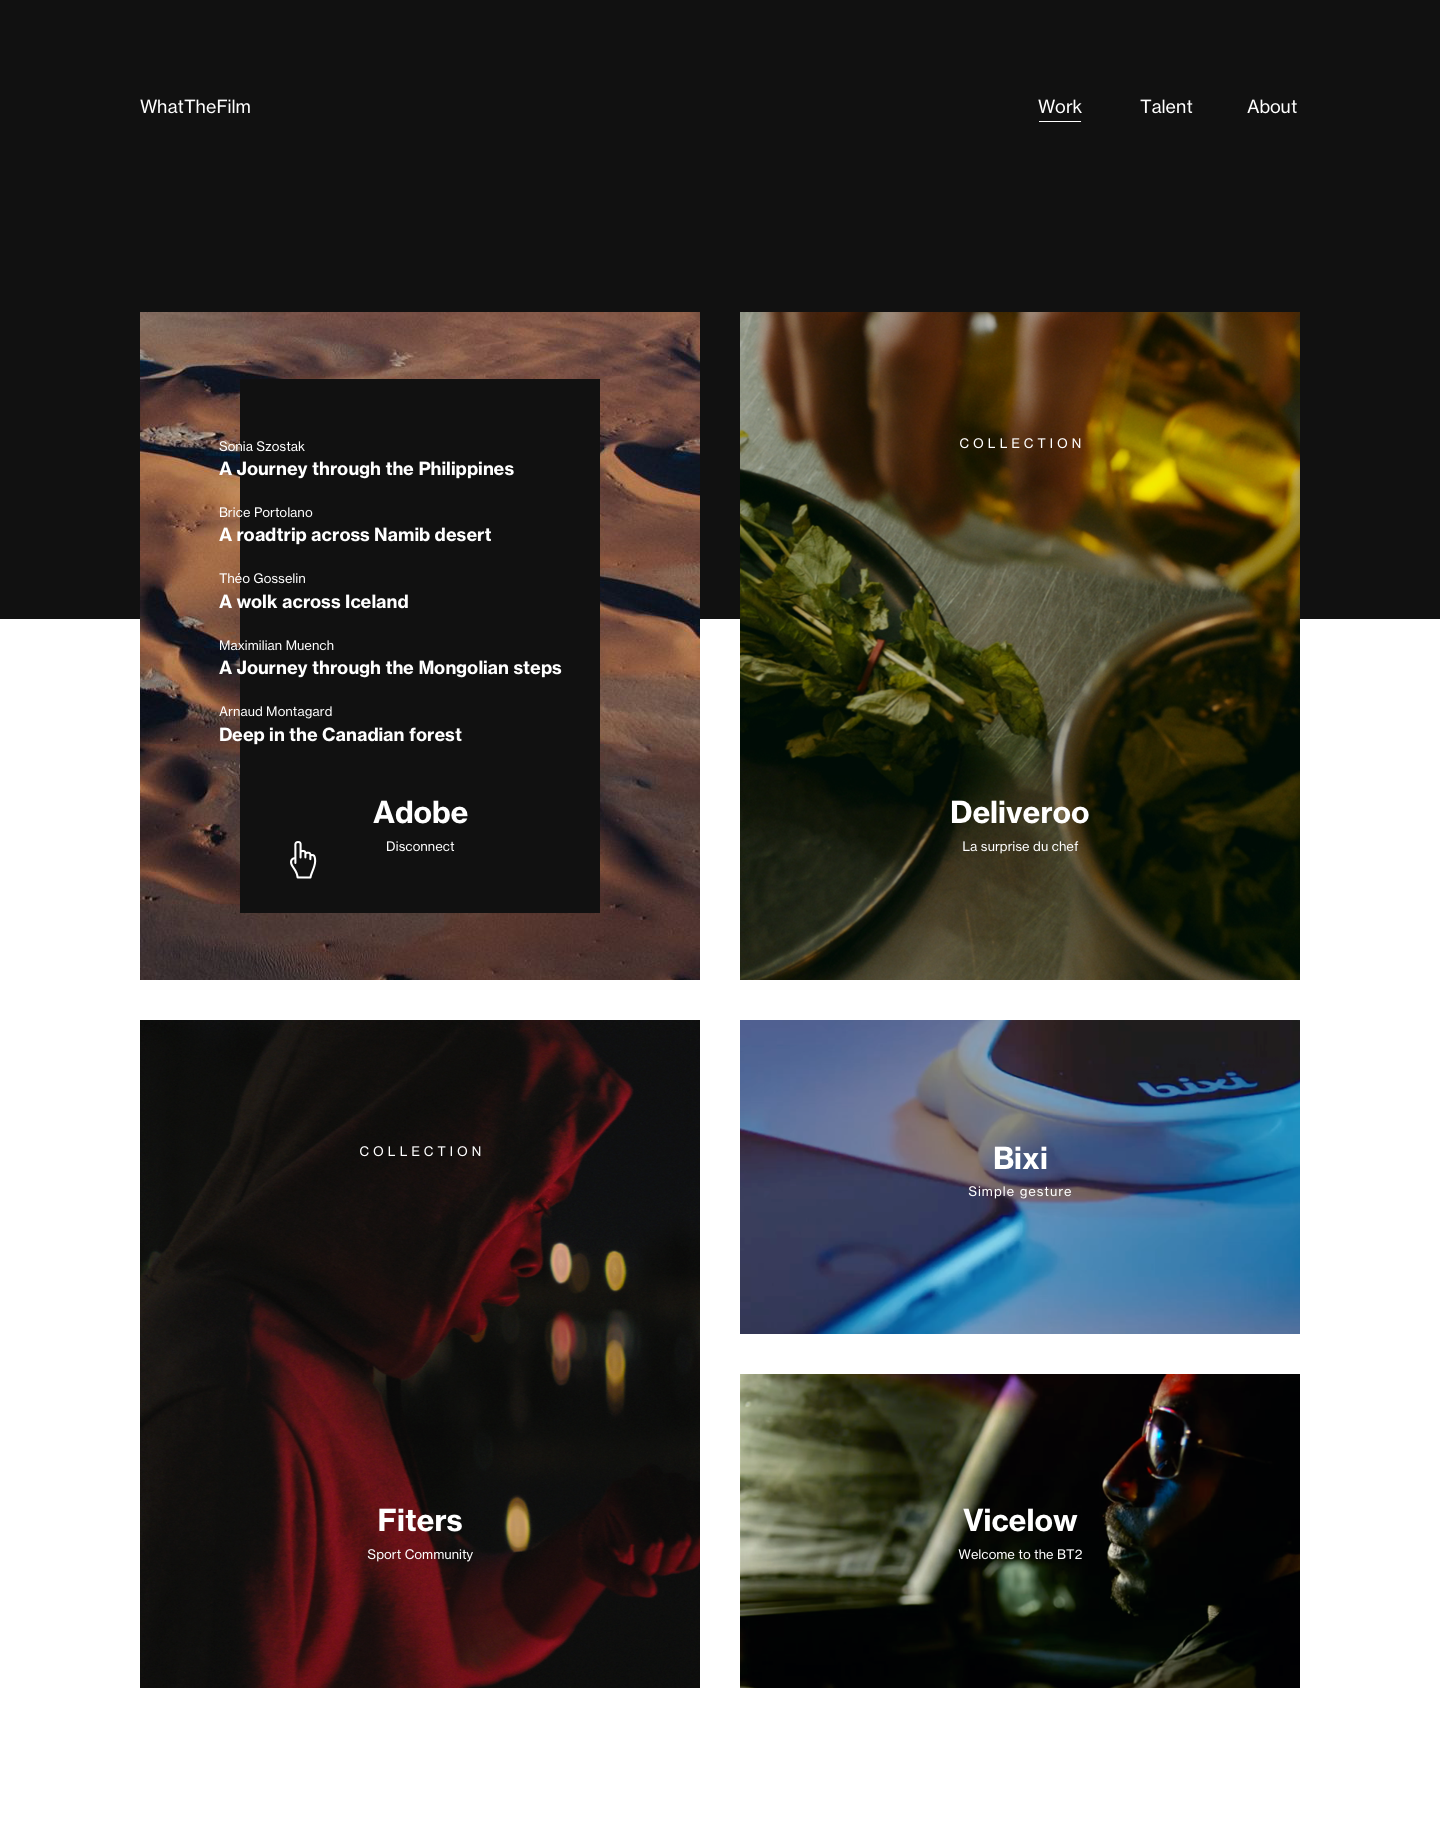 WhatTheFilm
Work
Talent
About
Sonia Szostak
A Journey through the Philippines
Brice Portolano
A roadtrip across Namib desert
Théo Gosselin
A wolk across Iceland
Maximilian Muench
A Journey through the Mongolian steps
Arnaud Montagard
Deep in the Canadian forest
Adobe
Disconnect
COLLECTION
Deliveroo
La surprise du chef
COLLECTION
Fiters
Sport Community
bixi
Bixi
Simple gesture
Vicelow
Welcome to the BT2